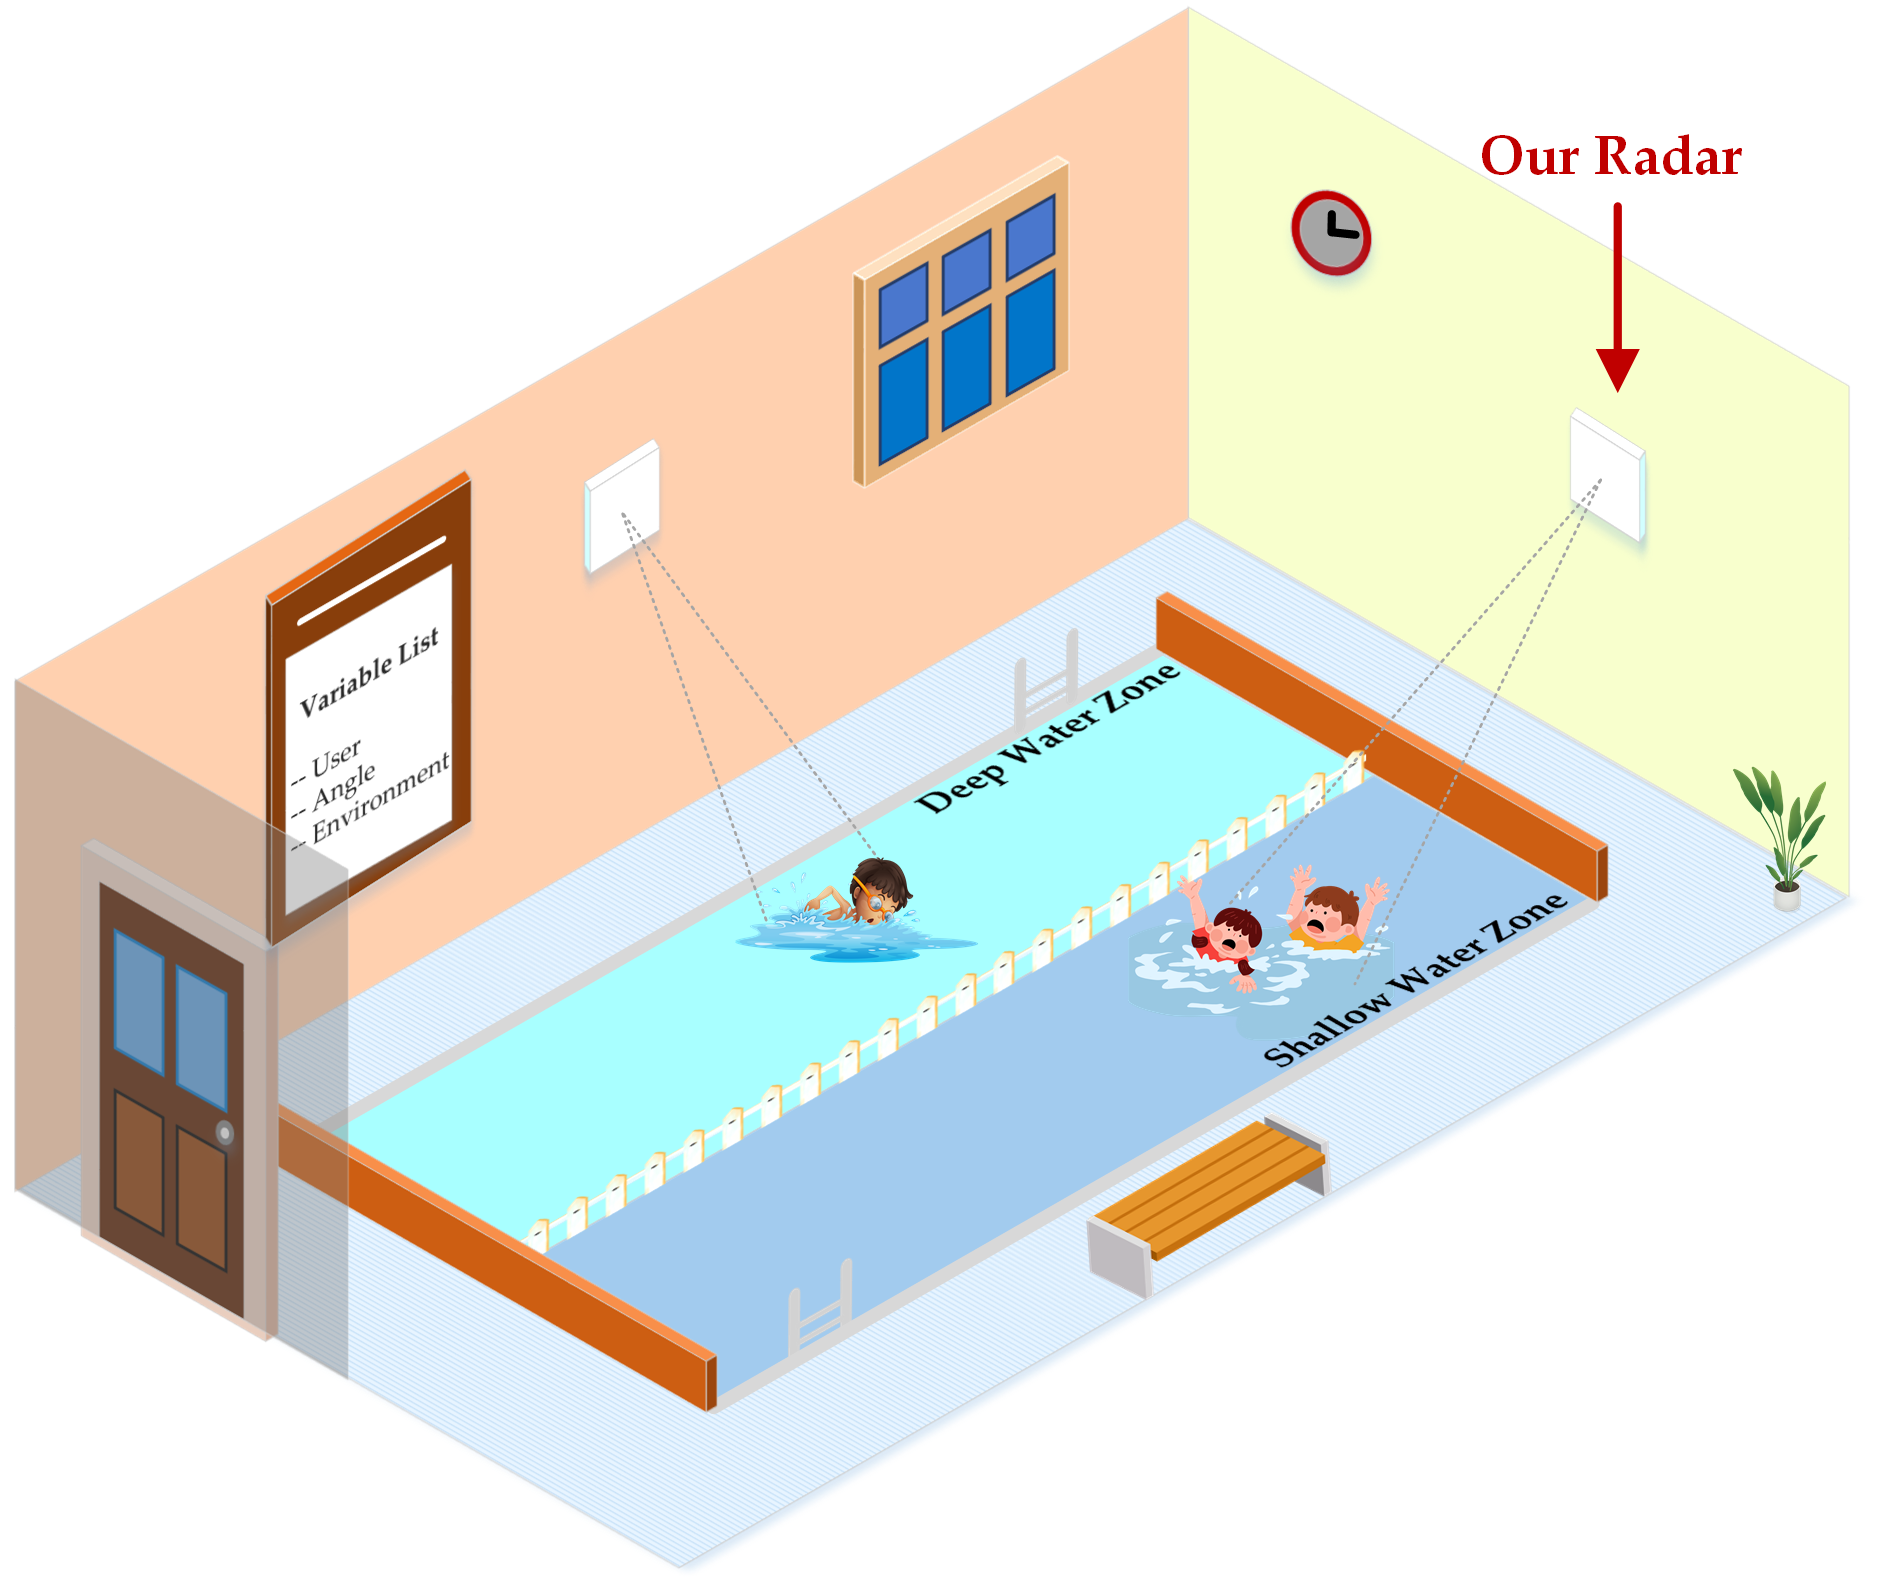 Our Radar
Variable List
-- User
-- Angle
-- Environment
Deep Water Zone
Shallow Water Zone